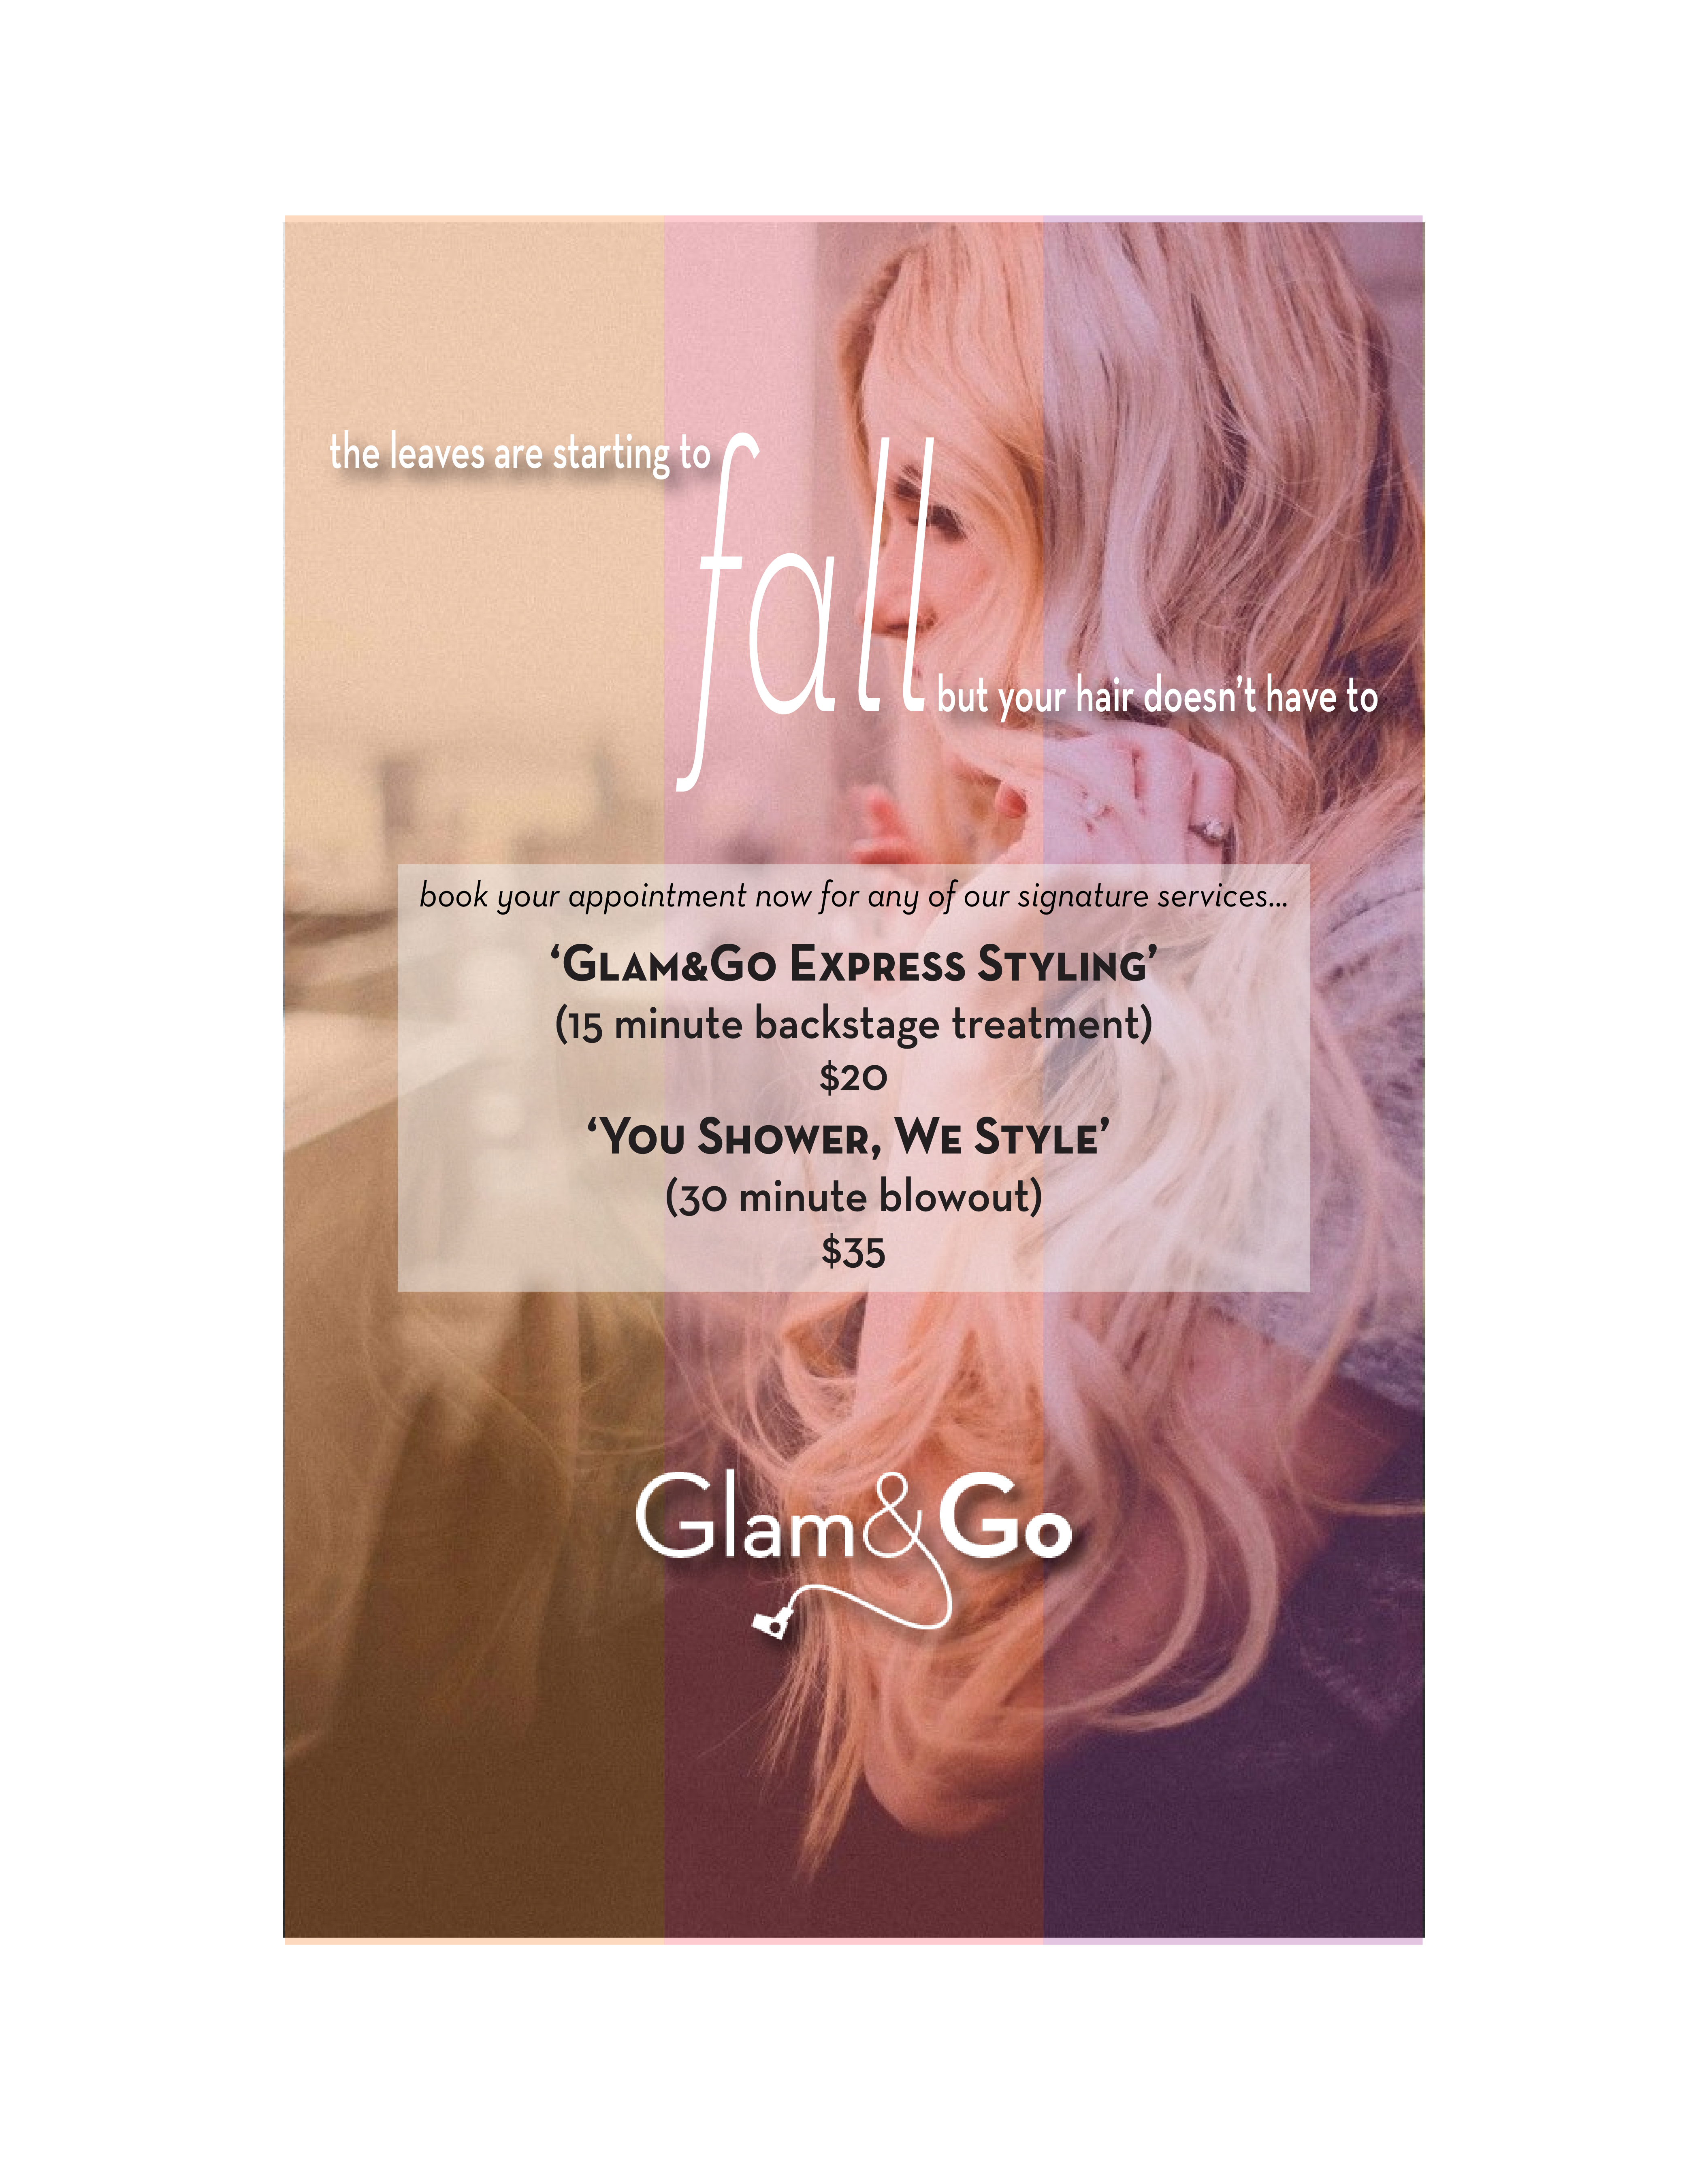 the leaves are starting to
fall
but your hair doesn't have to
book your appointment now for any of our signature services...
‘GLAM&GO EXPRESS STYLING’
(15 minute backstage treatment)
$20
‘YOU SHOWER, WE STYLE’
(30 minute blowout)
$35
Glam&Go